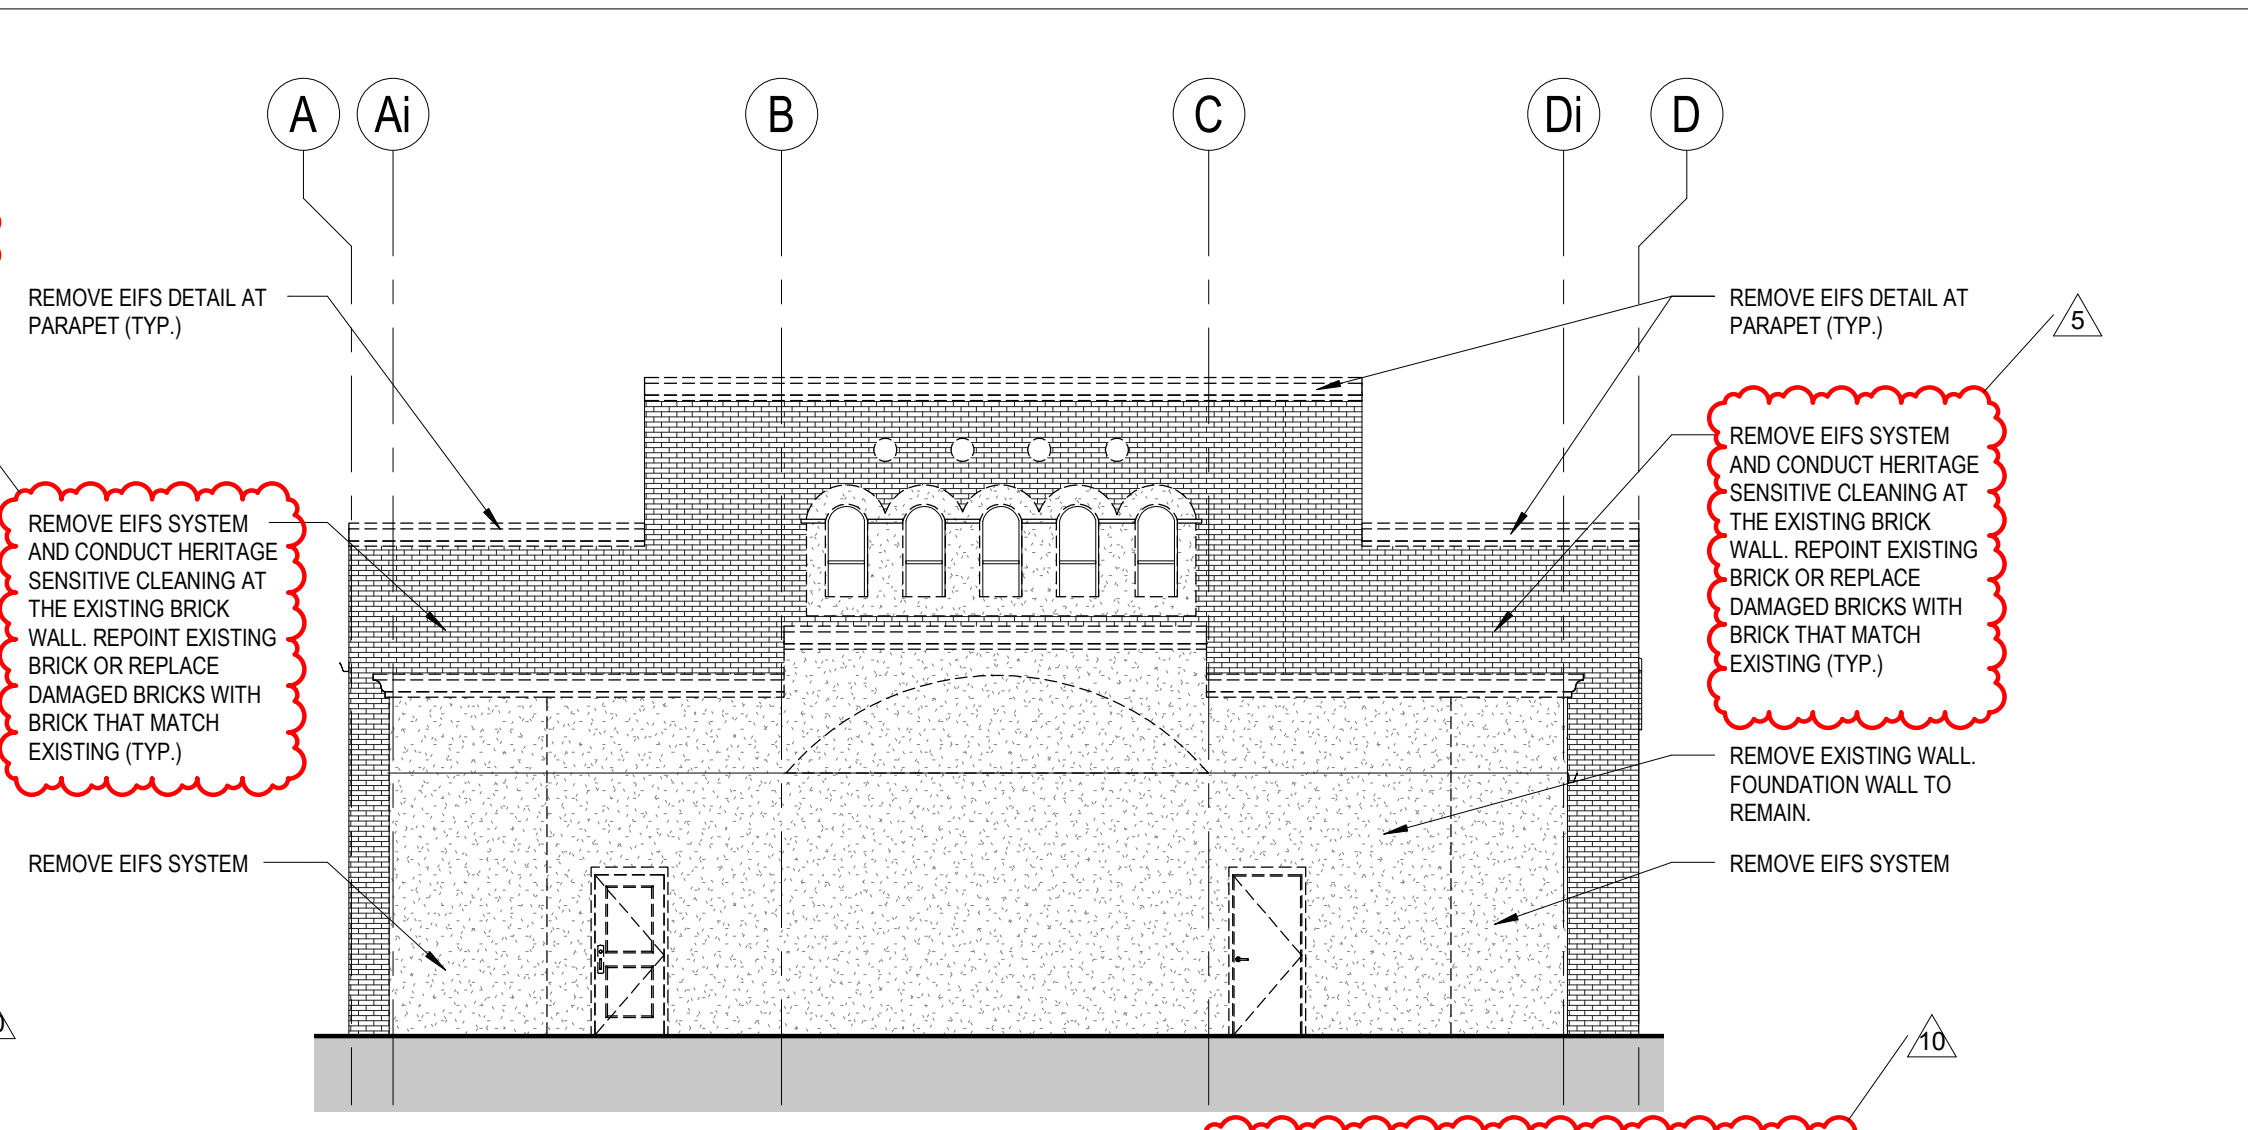 A Ai B C Di D
REMOVE EIFS DETAIL AT
PARAPET (TYP.)
REMOVE EIFS SYSTEM
AND CONDUCT HERITAGE
SENSITIVE CLEANING AT
THE EXISTING BRICK
WALL. REPOINT EXISTING
BRICK OR REPLACE
DAMAGED BRICKS WITH
BRICK THAT MATCH
EXISTING (TYP.)
REMOVE EIFS SYSTEM
REMOVE EIFS DETAIL AT
PARAPET (TYP.)
5
REMOVE EIFS SYSTEM
AND CONDUCT HERITAGE
SENSITIVE CLEANING AT
THE EXISTING BRICK
WALL. REPOINT EXISTING
BRICK OR REPLACE
DAMAGED BRICKS WITH
BRICK THAT MATCH
EXISTING (TYP.)
REMOVE EXISTING WALL.
FOUNDATION WALL TO
REMAIN.
REMOVE EIFS SYSTEM
10